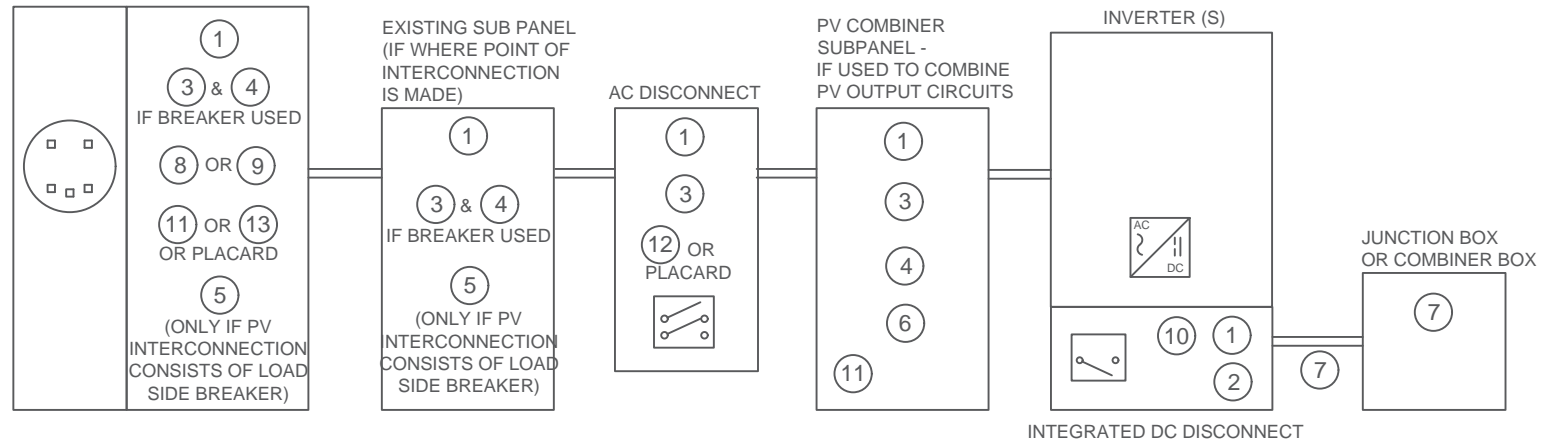 1
3 & 4
IF BREAKER USED
8 OR 9
11 OR 13
OR PLACARD
5
(ONLY IF PV
INTERCONNECTION
CONSISTS OF LOAD
SIDE BREAKER)
EXISTING SUB PANEL
(IF WHERE POINT OF
INTERCONNECTION
IS MADE)
1
3 & 4
IF BREAKER USED
5
(ONLY IF PV
INTERCONNECTION
CONSISTS OF LOAD
SIDE BREAKER)
AC DISCONNECT
1
3
12 OR
PLACARD
PV COMBINER
SUBPANEL -
IF USED TO COMBINE
PV OUTPUT CIRCUITS
1
3
4
6
11
INVERTER (S)
AC
DC
10 1
2
INTEGRATED DC DISCONNECT
7
JUNCTION BOX
OR COMBINER BOX
7